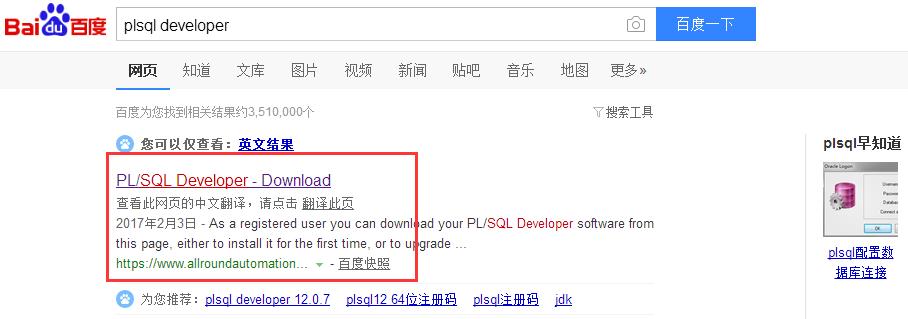 Bai du 百度 plsql developer 百度一下
网页 知道 文库 图片 视频 新闻 贴吧 音乐 地图 更多»
百度为您找到相关结果约3,510,000个 搜索工具
您可以仅查看：英文结果
PL/SQL Developer - Download
查看此网页的中文翻译，请点击 翻译此页
2017年2月3日 - As a registered user you can download your PL/SQL Developer software from
this page, either to install it for the first time, or to upgrade ...
https://www.allroundautomation... - 百度快照
为您推荐： plsql developer 12.0.7 plsql12 64位注册码 plsql注册码 jdk
plsql早知道
Oracle Logon
OK
plsql配置数
据库连接